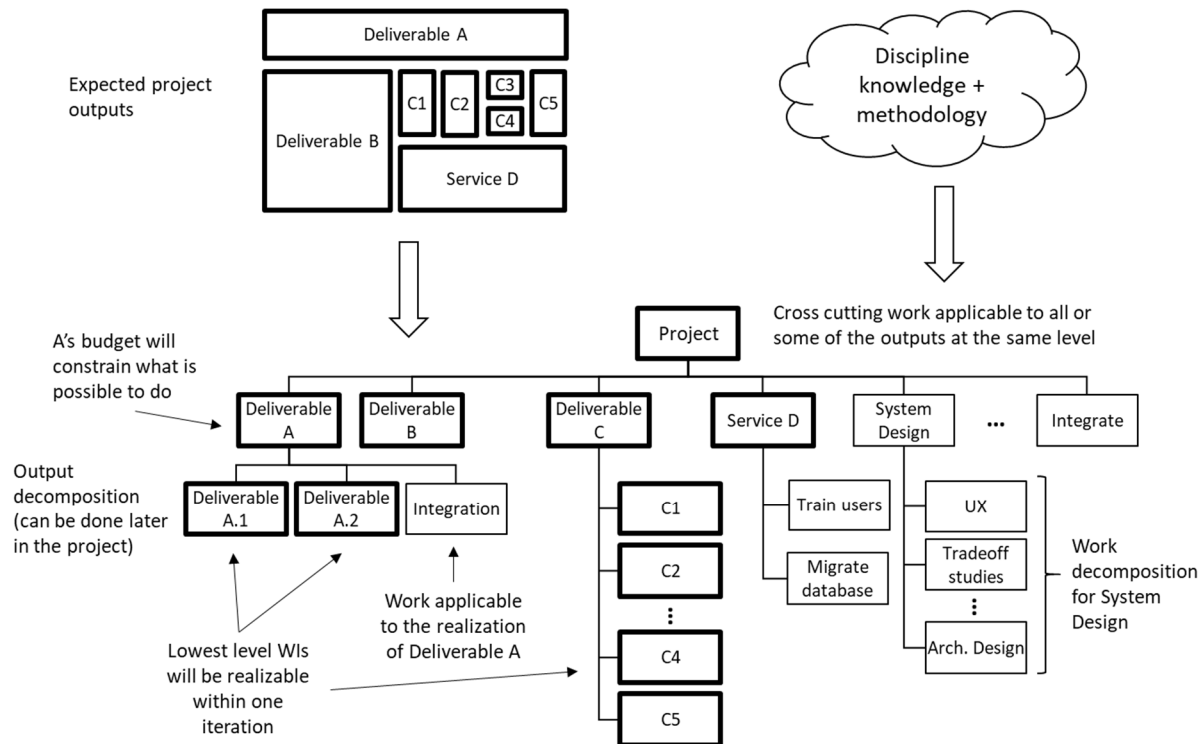 Deliverable A
Expected project
outputs
C1
C2
C3
C4
C5
Deliverable B
Service D
Discipline
knowledge +
methodology
A's budget will
constrain what is
possible to do
Project
Cross cutting work applicable to all or
some of the outputs at the same level
Deliverable
A
Deliverable
B
Deliverable
C
Service D
System
Design
...
Integrate
Output
decomposition
(can be done later
in the project)
Deliverable
A.1
Deliverable
A.2
Integration
C1
C2
...
C4
C5
Train users
Migrate
database
UX
Tradeoff
studies
...
Arch. Design
Work
decomposition
for System
Design
Work applicable
to the realization
of Deliverable A
Lowest level WIs
will be realizable
within one
iteration